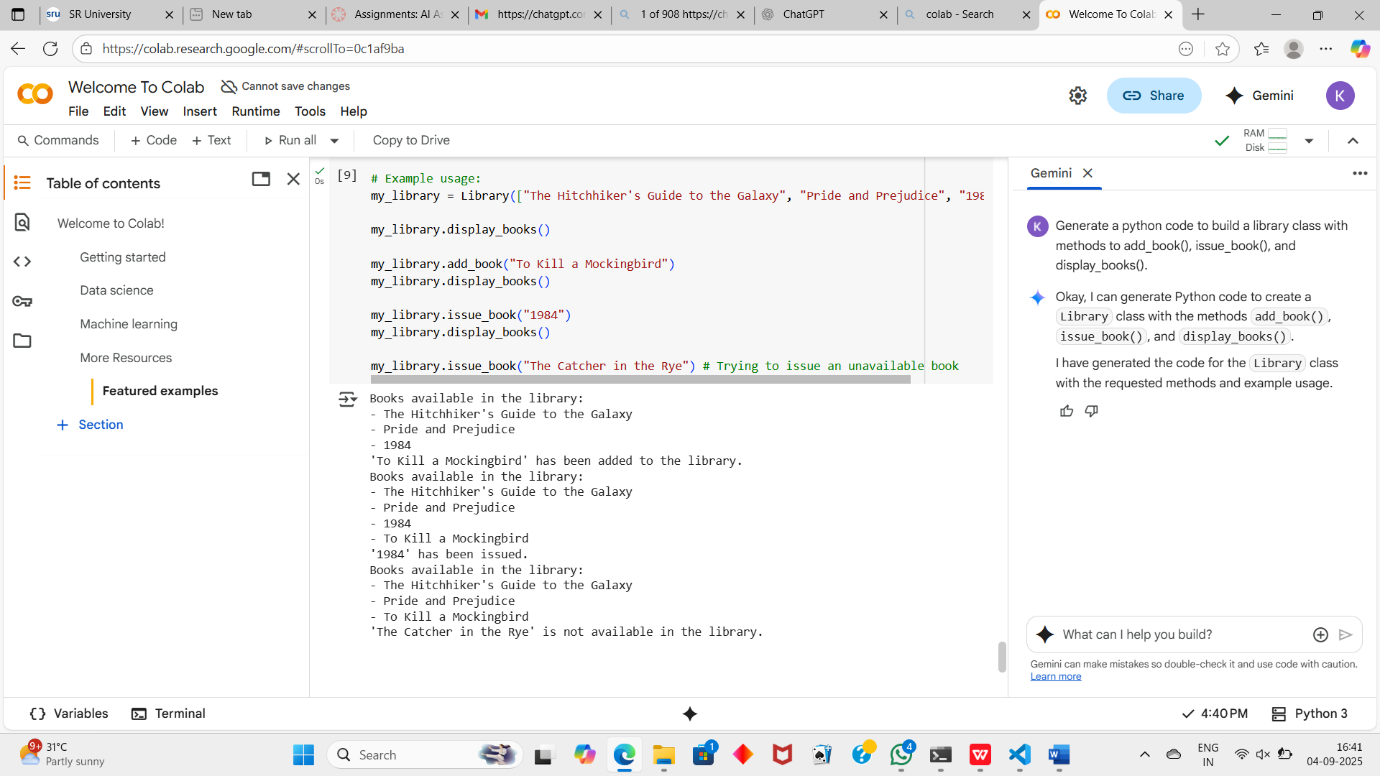 SR University
New tab
Assignments: AI As
https://chatgpt.co
1 of 908 https://ch
ChatGPT
colab - Search
Welcome To Colab
https://colab.research.google.com/#scrollTo=0c1af9ba
Welcome To Colab
Cannot save changes
File Edit View Insert Runtime Tools Help
Share
Gemini
K
Commands + Code + Text Run all Copy to Drive
RAM
Disk
Table of contents
Welcome to Colab!
Getting started
Data science
Machine learning
More Resources
Featured examples
+ Section
0s
[9]
# Example usage:
my_library = Library(["The Hitchhiker's Guide to the Galaxy", "Pride and Prejudice", "198
my_library.display_books()
my_library.add_book("To Kill a Mockingbird")
my_library.display_books()
my_library.issue_book("1984")
my_library.display_books()
my_library.issue_book("The Catcher in the Rye") # Trying to issue an unavailable book
Books available in the library:
- The Hitchhiker's Guide to the Galaxy
- Pride and Prejudice
- 1984
'To Kill a Mockingbird' has been added to the library.
Books available in the library:
- The Hitchhiker's Guide to the Galaxy
- Pride and Prejudice
- 1984
- To Kill a Mockingbird
'1984' has been issued.
Books available in the library:
- The Hitchhiker's Guide to the Galaxy
- Pride and Prejudice
- To Kill a Mockingbird
'The Catcher in the Rye' is not available in the library.
Gemini
K
Generate a python code to build a library class with
methods to add_book(), issue_book(), and
display_books().
Okay, I can generate Python code to create a
Library class with the methods add_book(),
issue_book(), and display_books().
I have generated the code for the Library class
with the requested methods and example usage.
What can I help you build?
Gemini can make mistakes so double-check it and use code with caution.
Learn more
{} Variables
Terminal
4:40 PM
Python 3
9+
31°C
Partly sunny
Search
1
4
ENG
IN
16:41
04-09-2025